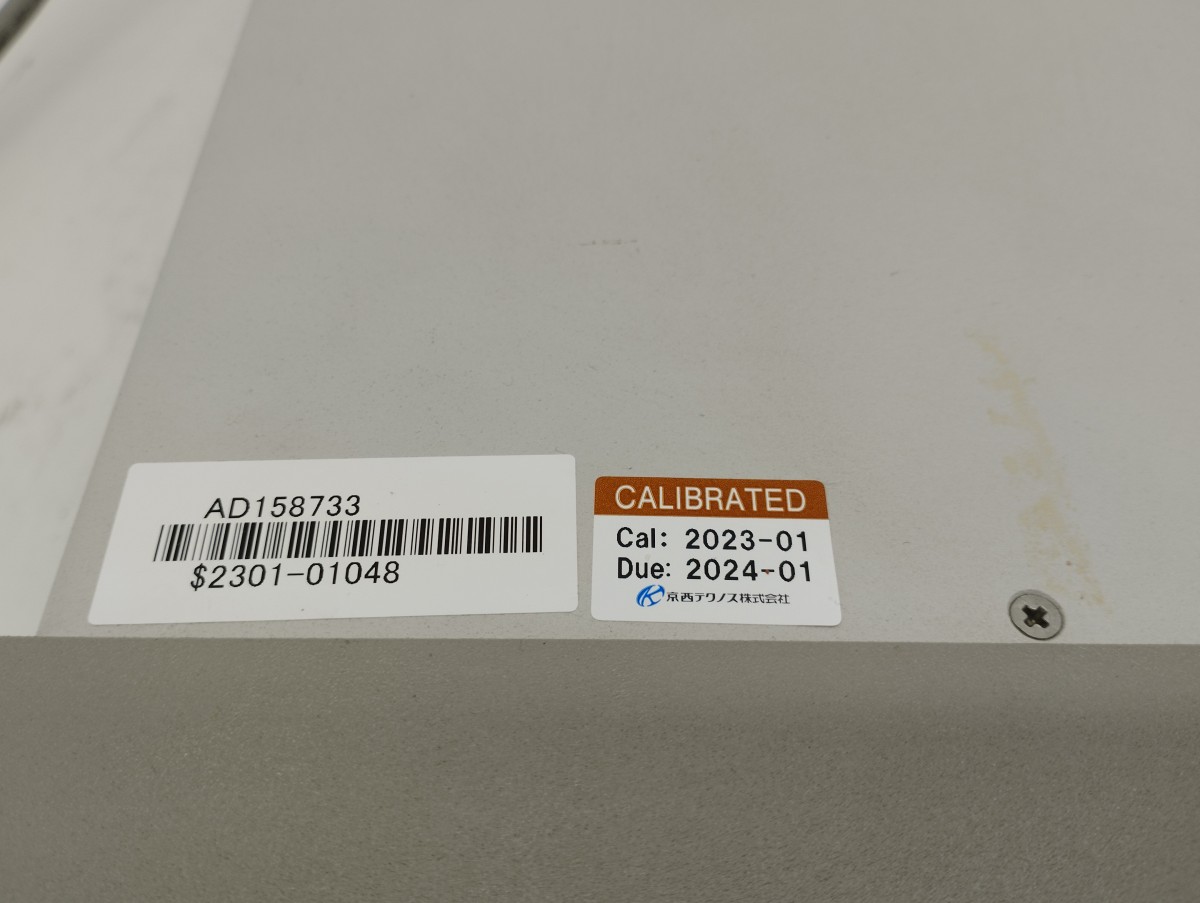 AD158733
$2301-01048
CALIBRATED
Cal: 2023-01
Due: 2024-01
京西テクノス株式会社